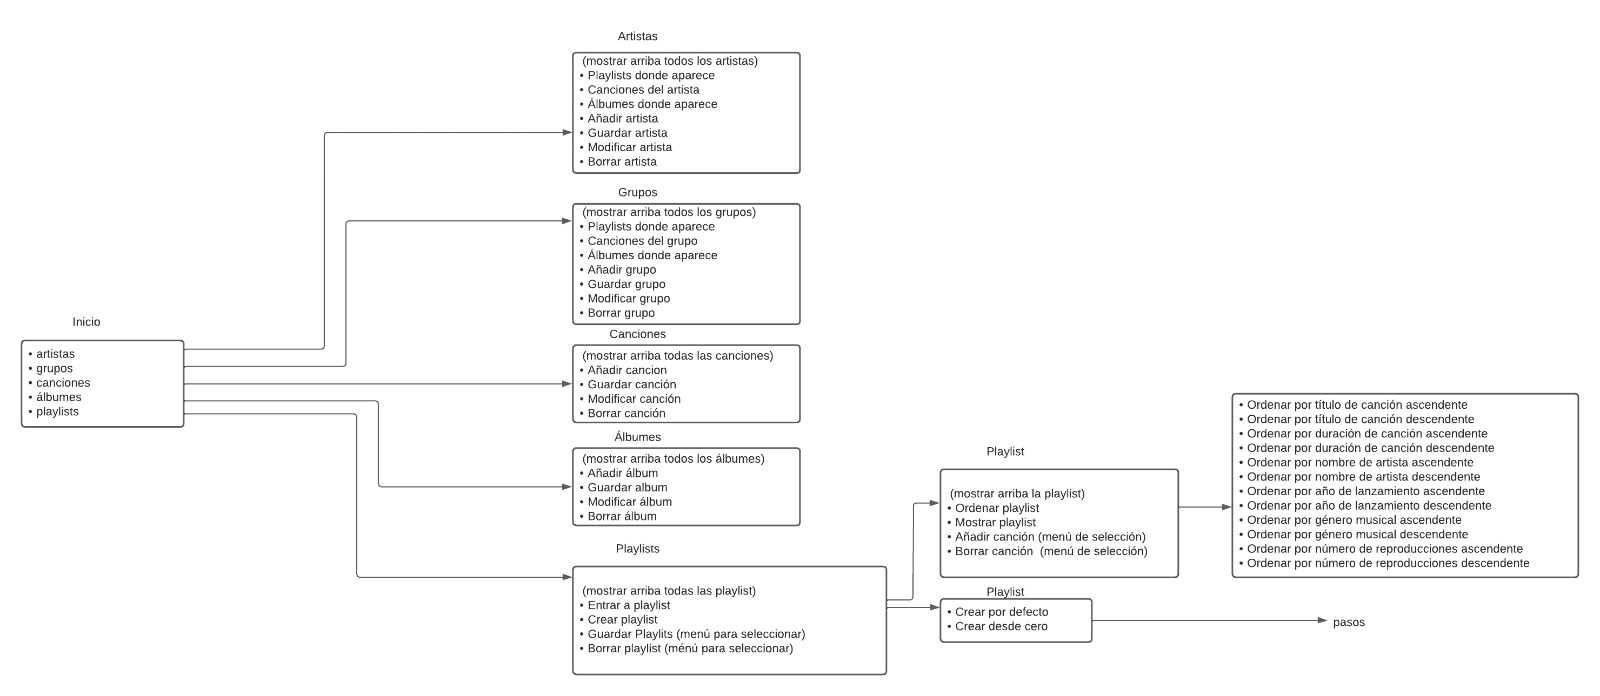 Inicio
• artistas
• grupos
• canciones
• álbumes
• playlists
Artistas
(mostrar arriba todos los artistas)
• Playlists donde aparece
• Canciones del artista
• Álbumes donde aparece
• Añadir artista
• Guardar artista
• Modificar artista
• Borrar artista
Grupos
(mostrar arriba todos los grupos)
• Playlists donde aparece
• Canciones del grupo
• Álbumes donde aparece
• Añadir grupo
• Guardar grupo
• Modificar grupo
• Borrar grupo
Canciones
(mostrar arriba todas las canciones)
• Añadir cancion
• Guardar canción
• Modificar canción
• Borrar canción
Álbumes
(mostrar arriba todos los álbumes)
• Añadir álbum
• Guardar album
• Modificar álbum
• Borrar álbum
Playlists
(mostrar arriba todas las playlist)
• Entrar a playlist
• Crear playlist
• Guardar Playlits (menú para seleccionar)
• Borrar playlist (ménú para seleccionar)
Playlist
(mostrar arriba la playlist)
• Ordenar playlist
• Mostrar playlist
• Añadir canción (menú de selección)
• Borrar canción (menú de selección)
• Ordenar por título de canción ascendente
• Ordenar por título de canción descendente
• Ordenar por duración de canción ascendente
• Ordenar por duración de canción descendente
• Ordenar por nombre de artista ascendente
• Ordenar por nombre de artista descendente
• Ordenar por año de lanzamiento ascendente
• Ordenar por año de lanzamiento descendente
• Ordenar por género musical ascendente
• Ordenar por género musical descendente
• Ordenar por número de reproducciones ascendente
• Ordenar por número de reproducciones descendente
Playlist
• Crear por defecto
• Crear desde cero
pasos